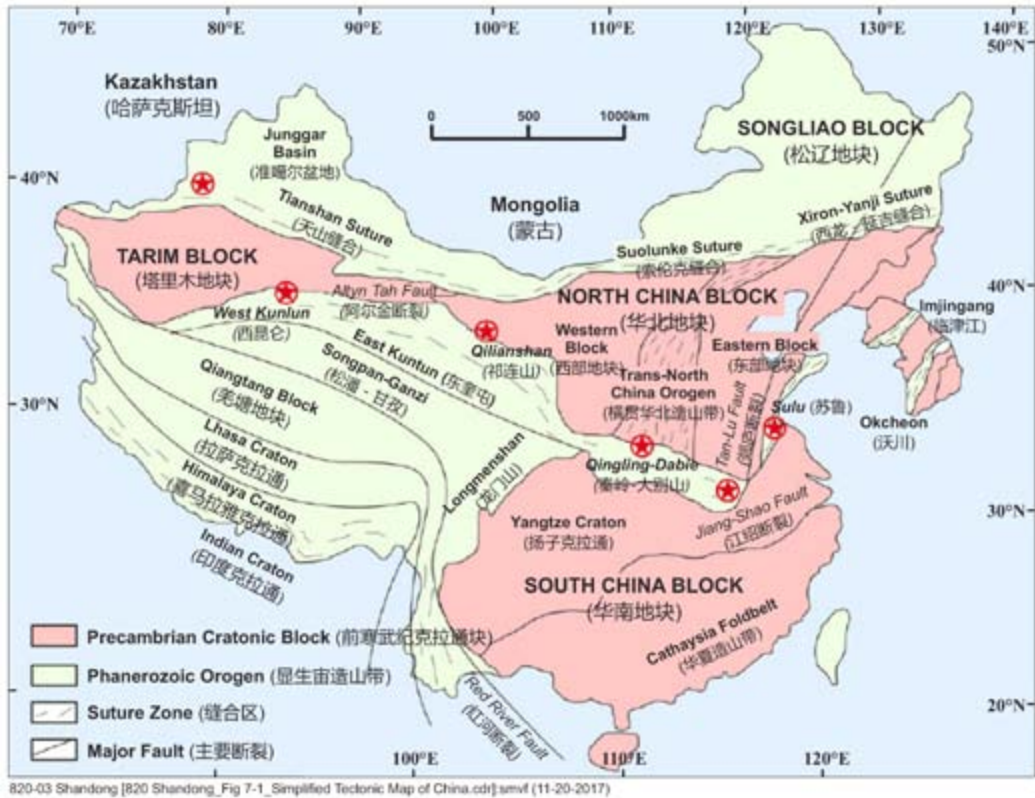 70°E
80°E
90°E
100°E
110°E
120°E
130°E
140°E
50°N
Kazakhstan
(哈萨克斯坦)
0
500
1000km
Junggar
Basin
(准噶尔盆地)
SONGLIAO BLOCK
(松辽地块)
40°N
Tianshan Suture
(天山缝合)
Mongolia
(蒙古)
Xiron-Yanji Suture
(西龙一延吉缝合)
Suolunke Suture
(索伦克缝合)
40°N
TARIM BLOCK
(塔里木地块)
Altyn Tah Fault
(阿尔金断裂)
NORTH CHINA BLOCK
(华北地块)
Imjingang
(临津江)
West Kunlun
(西昆仑)
East Kuntun (东奎屯)
Qilianshan
(祁连山)
Western
Block
(西部地块)
Eastern Block
(东部地块)
Songpan-Ganzi
(松潘·甘孜)
Trans-North
China Orogen
(横贯华北造山带)
Qiangtang Block
(羌塘地块)
Tan-Lu Fault
(郯庐断裂)
Sulu (苏鲁)
30°N
Okcheon
(沃川)
Lhasa Craton
(拉萨克拉通)
Longmenshan
(龙门山)
Qingling-Dabie
(秦岭-大别山)
Himalaya Craton
(喜马拉雅克拉通)
Jiang-Shao Fault
(江绍断裂)
30°N
Yangtze Craton
(扬子克拉通)
Indian Craton
(印度克拉通)
SOUTH CHINA BLOCK
(华南地块)
Cathaysia Foldbelt
(华夏造山带)
Precambrian Cratonic Block (前寒武纪克拉通块)
Phanerozoic Orogen (显生宙造山带)
Suture Zone (缝合区)
Major Fault (主要断裂)
Red River Fault
(红河断裂)
20°N
100°E
110°E
120°E
820-03 Shandong [820 Shandong_Fig 7-1_Simplified Tectonic Map of China.cdr]:smvf (11-20-2017)